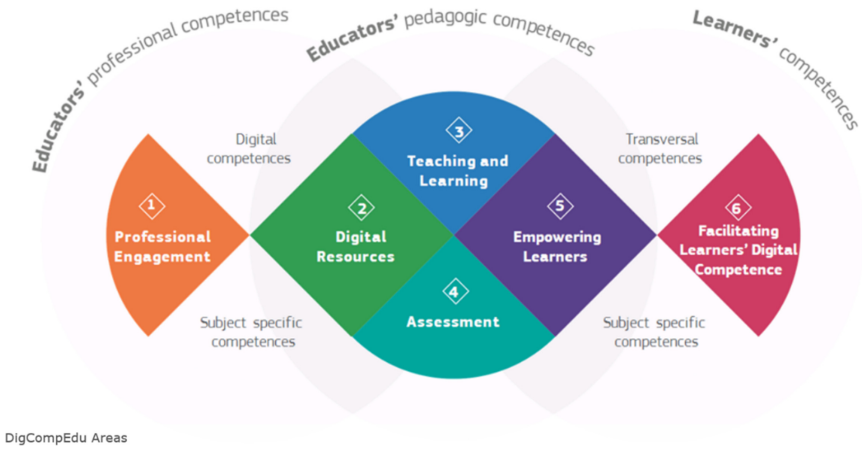 Educators’ professional competences
Educators’ pedagogic competences
Learners’ competences
Digital
competences
Transversal
competences
1
Professional
Engagement
2
Digital
Resources
3
Teaching and
Learning
4
Assessment
5
Empowering
Learners
6
Facilitating
Learners’ Digital
Competence
Subject specific
competences
Subject specific
competences
DigCompEdu Areas